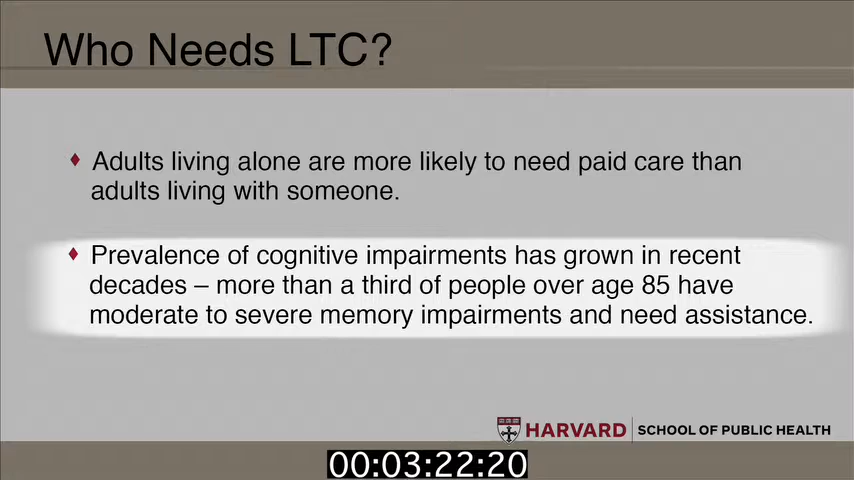 Who Needs LTC?
♦ Adults living alone are more likely to need paid care than
adults living with someone.
♦ Prevalence of cognitive impairments has grown in recent
decades – more than a third of people over age 85 have
moderate to severe memory impairments and need assistance.
HARVARD SCHOOL OF PUBLIC HEALTH
00:03:22:20